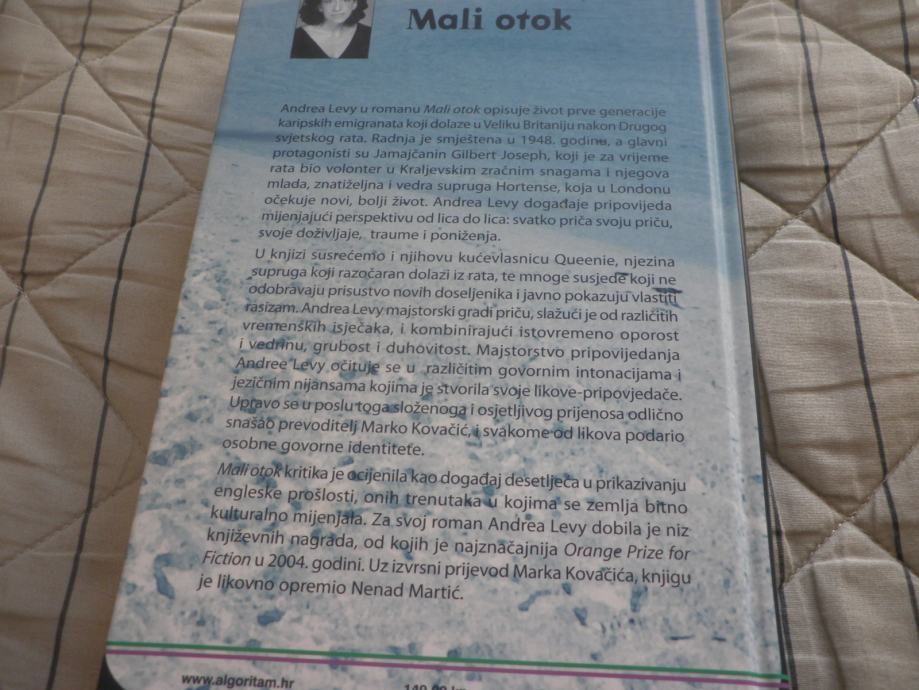 Mali otok
Andrea Levy u romanu Mali otok opisuje život prve generacije
karipskih emigranata koji dolaze u Veliku Britaniju nakon Drugog
svjetskog rata. Radnja je smještena u 1948. godinu, a glavni
protagonisti su Jamajčanin Gilbert Joseph, koji je za vrijeme
rata bio volonter u Kraljevskim zračnim snagama i njegova
mlada, znatiželjna i vedra supruga Hortense, koja u Londonu
očekuje novi, bolji život. Andrea Levy događaje pripovijeda
mijenjajući perspektivu od lica do lica: svatko priča svoju priču,
svoje doživljaje, traume i poniženja.
U knjizi susrećemo i njihovu kućevlasnicu Queenie, njezina
supruga koji razočaran dolazi iz rata, te mnoge susjede koji ne
odobravaju prisustvo novih doseljenika i javno pokazuju vlastiti
rasizam. Andrea Levy majstorski gradi priču, slažući je od različitih
vremenskih isječaka, i kombinirajući istovremeno oporost
i vedrinu, grubost i duhovitost. Majstorstvo pripovijedanja
Andree Levy očituje se u različitim govornim intonacijama i
jezičnim nijansama kojima je stvorila svoje likove-pripovjedače.
Upravo se u poslu toga složenoga i osjetljivog prijenosa odlično
snašao prevoditelj Marko Kovačić, i svakome od likova podario
osobne govorne identitete.
Mali otok kritika je ocijenila kao događaj desetljeća u prikazivanju
engleske prošlosti, onih trenutaka u kojima se zemlja bitno
kulturalno mijenjala. Za svoj roman Andrea Levy dobila je niz
književnih nagrada, od kojih je najznačajnija Orange Prize for
Fiction u 2004. godini. Uz izvrsni prijevod Marka Kovačića, knjigu
je likovno opremio Nenad Martić.
www.algoritam.hr